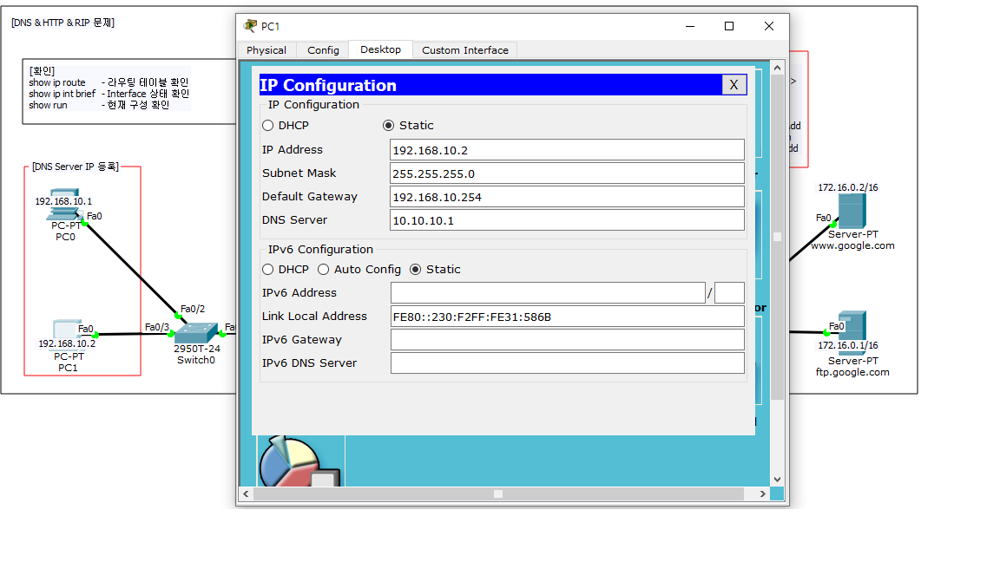 [DNS & HTTP & RIP 문제]
[확인]
show ip route - 라우팅 테이블 확인
show ip int brief - Interface 상태 확인
show run - 현재 구성 확인
[DNS Server IP 등록]
192.168.10.1
Fa0
PC-PT
PC0
Fa0/2
Fa0
Fa0/3
192.168.10.2
PC-PT
PC1
2950T-24
Switch0
PC1
Physical
Config
Desktop
Custom Interface
IP Configuration
X
IP Configuration
DHCP
Static
IP Address
192.168.10.2
Subnet Mask
255.255.255.0
Default Gateway
192.168.10.254
DNS Server
10.10.10.1
IPv6 Configuration
DHCP
Auto Config
Static
IPv6 Address
/
Link Local Address
FE80::230:F2FF:FE31:586B
IPv6 Gateway
IPv6 DNS Server
>
172.16.0.2/16
Fa0
Server-PT
www.google.com
Fa0
172.16.0.1/16
Server-PT
ftp.google.com